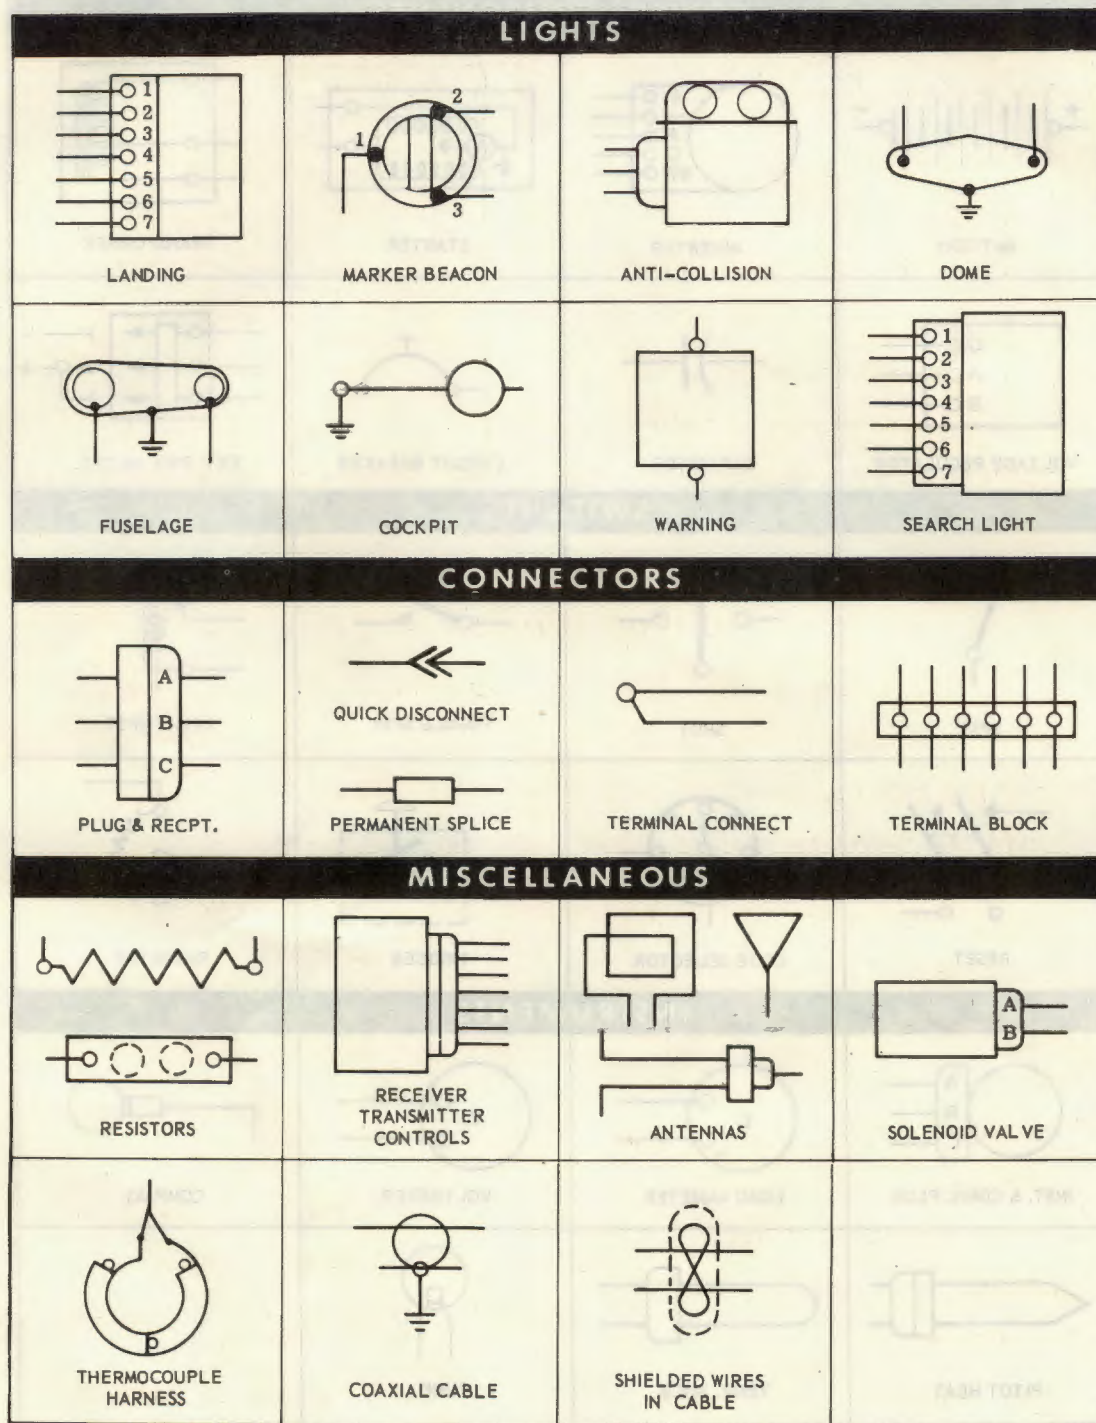 LIGHTS
1
2
3
4
5
6
7
LANDING
1
2
3
MARKER BEACON
ANTI-COLLISION
DOME
FUSELAGE
COCKPIT
WARNING
1
2
3
4
5
6
7
SEARCH LIGHT
CONNECTORS
A
B
C
PLUG & RECPT.
QUICK DISCONNECT
PERMANENT SPLICE
TERMINAL CONNECT
TERMINAL BLOCK
MISCELLANEOUS
RESISTORS
RECEIVER
TRANSMITTER
CONTROLS
ANTENNAS
A
B
SOLENOID VALVE
THERMOCOUPLE
HARNESS
COAXIAL CABLE
SHIELDED WIRES
IN CABLE